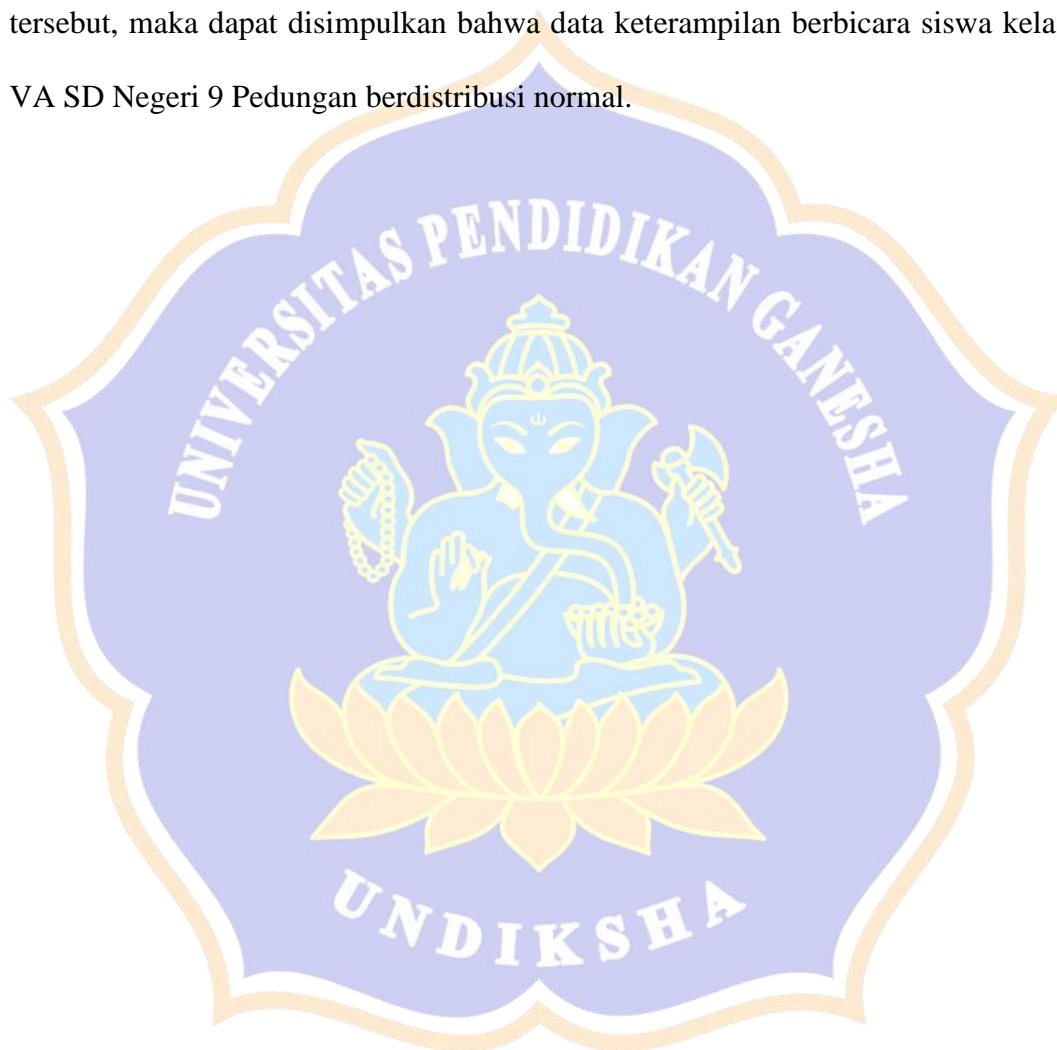 tersebut, maka dapat disimpulkan bahwa data keterampilan berbicara siswa kela
VA SD Negeri 9 Pedungan berdistribusi normal.
UNIVERSITAS PENDIDIKAN GANESHA
UNDIKSHA